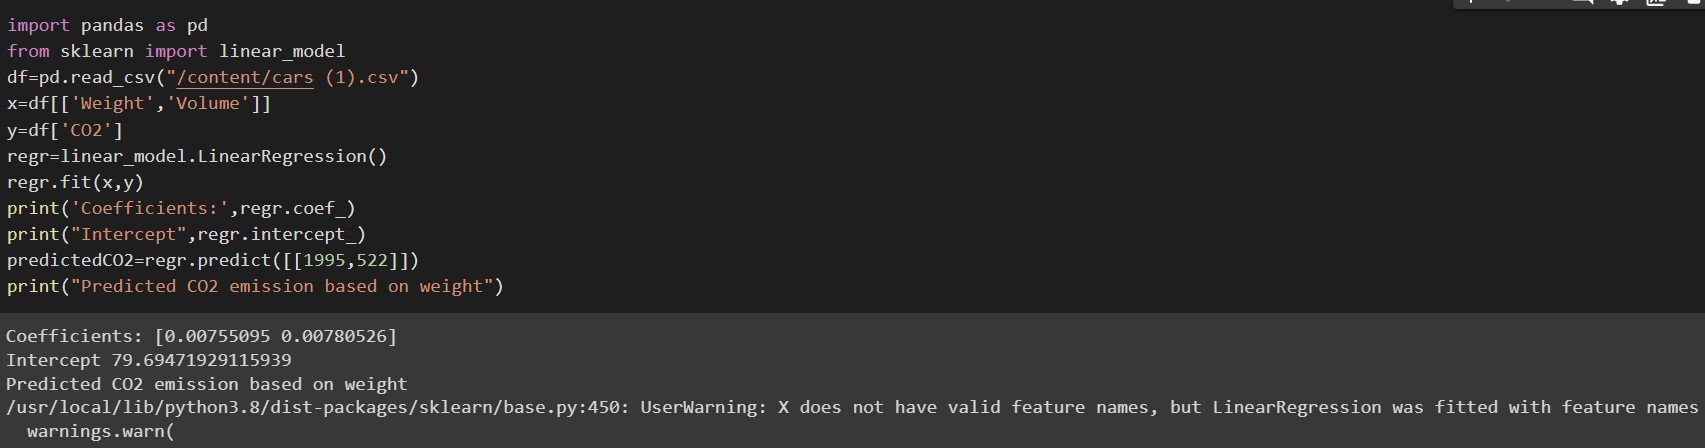 import pandas as pd
from sklearn import linear_model
df=pd.read_csv("/content/cars (1).csv")
x=df[['Weight','Volume']]
y=df['CO2']
regr=linear_model.LinearRegression()
regr.fit(x,y)
print('Coefficients:',regr.coef_)
print("Intercept",regr.intercept_)
predictedCO2=regr.predict([[1995,522]])
print("Predicted CO2 emission based on weight")
Coefficients: [0.00755095 0.00780526]
Intercept 79.69471929115939
Predicted CO2 emission based on weight
/usr/local/lib/python3.8/dist-packages/sklearn/base.py:450: UserWarning: X does not have valid feature names, but LinearRegression was fitted with feature names
warnings.warn(